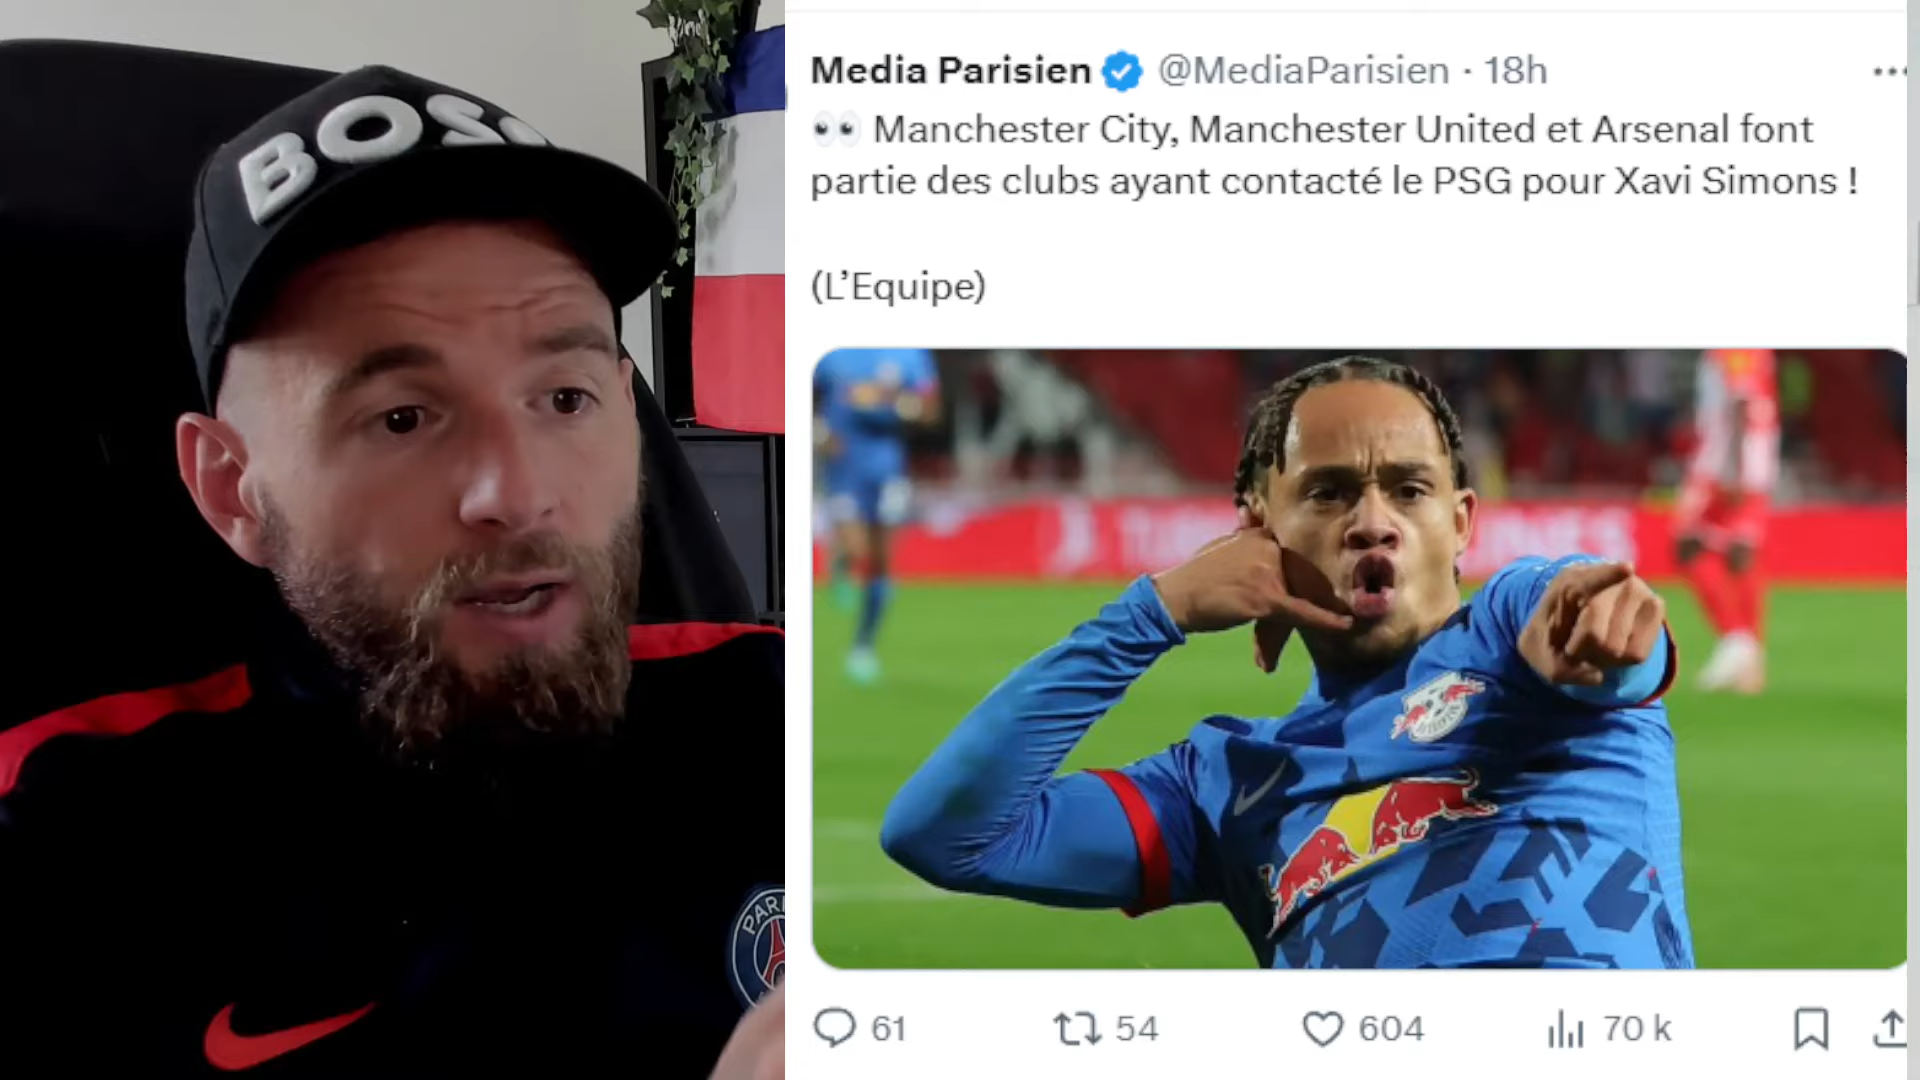 BOSS
PARI
Media Parisien @MediaParisien · 18h
👀 Manchester City, Manchester United et Arsenal font
partie des clubs ayant contacté le PSG pour Xavi Simons !
(L’Equipe)
61 54 604 70 k